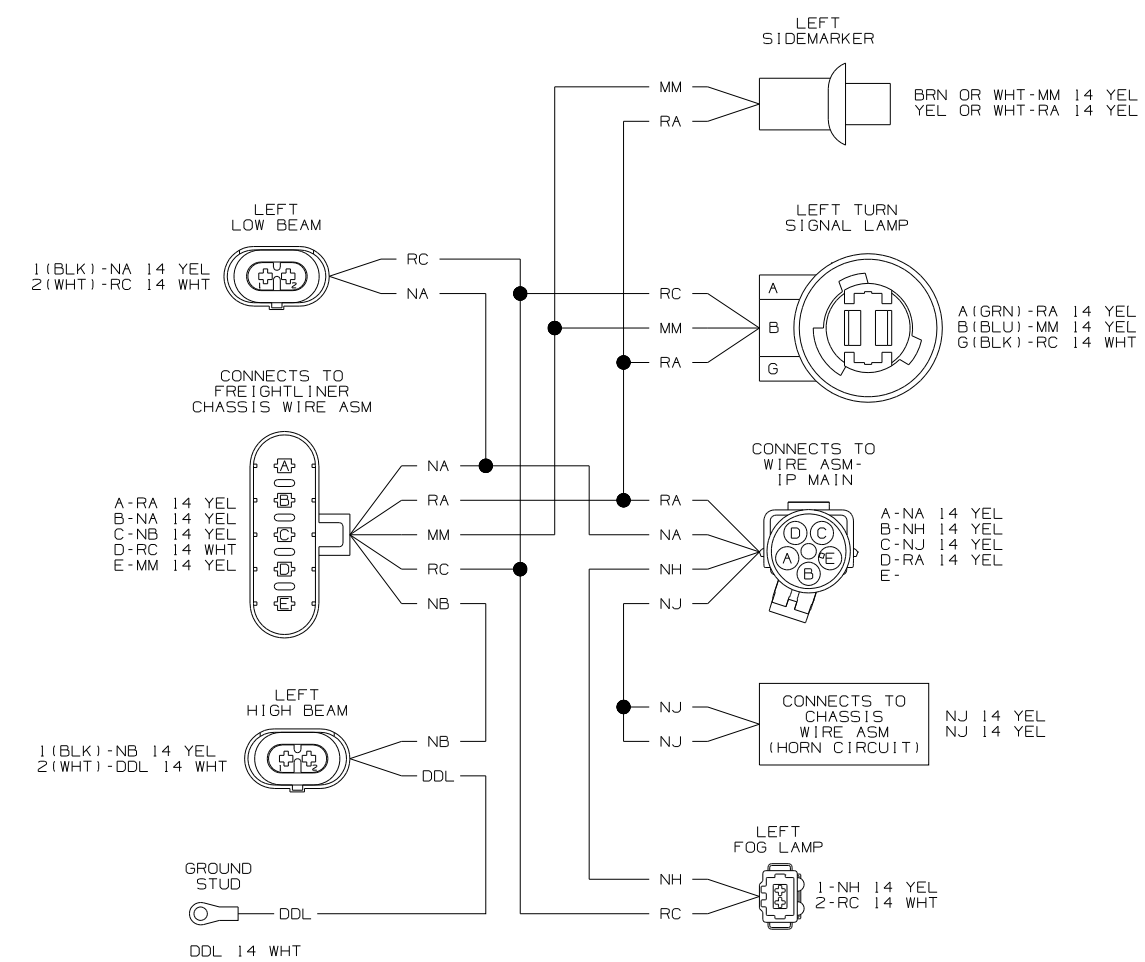 LEFT
SIDEMARKER
MM
RA
BRN OR WHT-MM 14 YEL
YEL OR WHT-RA 14 YEL
LEFT
LOW BEAM
1(BLK)-NA 14 YEL
2(WHT)-RC 14 WHT
2
RC
NA
LEFT TURN
SIGNAL LAMP
RC
MM
RA
A
B
G
A(GRN)-RA 14 YEL
B(BLU)-MM 14 YEL
G(BLK)-RC 14 WHT
CONNECTS TO
FREIGHTLINER
CHASSIS WIRE ASM
A-RA 14 YEL
B-NA 14 YEL
C-NB 14 YEL
D-RC 14 WHT
E-MM 14 YEL
A
B
C
D
E
NA
RA
MM
RC
NB
CONNECTS TO
WIRE ASM-
IP MAIN
RA
NA
NH
NJ
D C
A E
B
A-NA 14 YEL
B-NH 14 YEL
C-NJ 14 YEL
D-RA 14 YEL
E-
LEFT
HIGH BEAM
1(BLK)-NB 14 YEL
2(WHT)-DDL 14 WHT
2
NB
DDL
NJ
NJ
CONNECTS TO
CHASSIS
WIRE ASM
(HORN CIRCUIT)
NJ 14 YEL
NJ 14 YEL
GROUND
STUD
DDL
DDL 14 WHT
LEFT
FOG LAMP
NH
RC
1-NH 14 YEL
2-RC 14 WHT